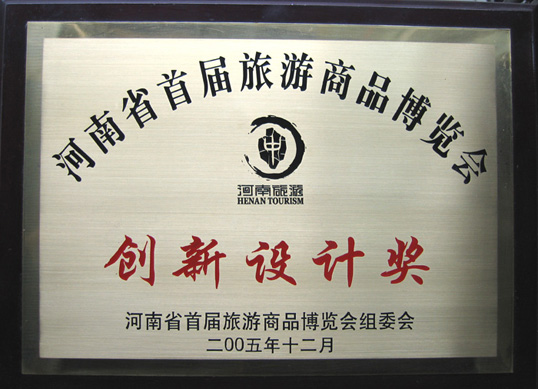 河南省首届旅游商品博览会
河南旅游
HENAN TOURISM
创新设计奖
河南省首届旅游商品博览会组委会
二00五年十二月